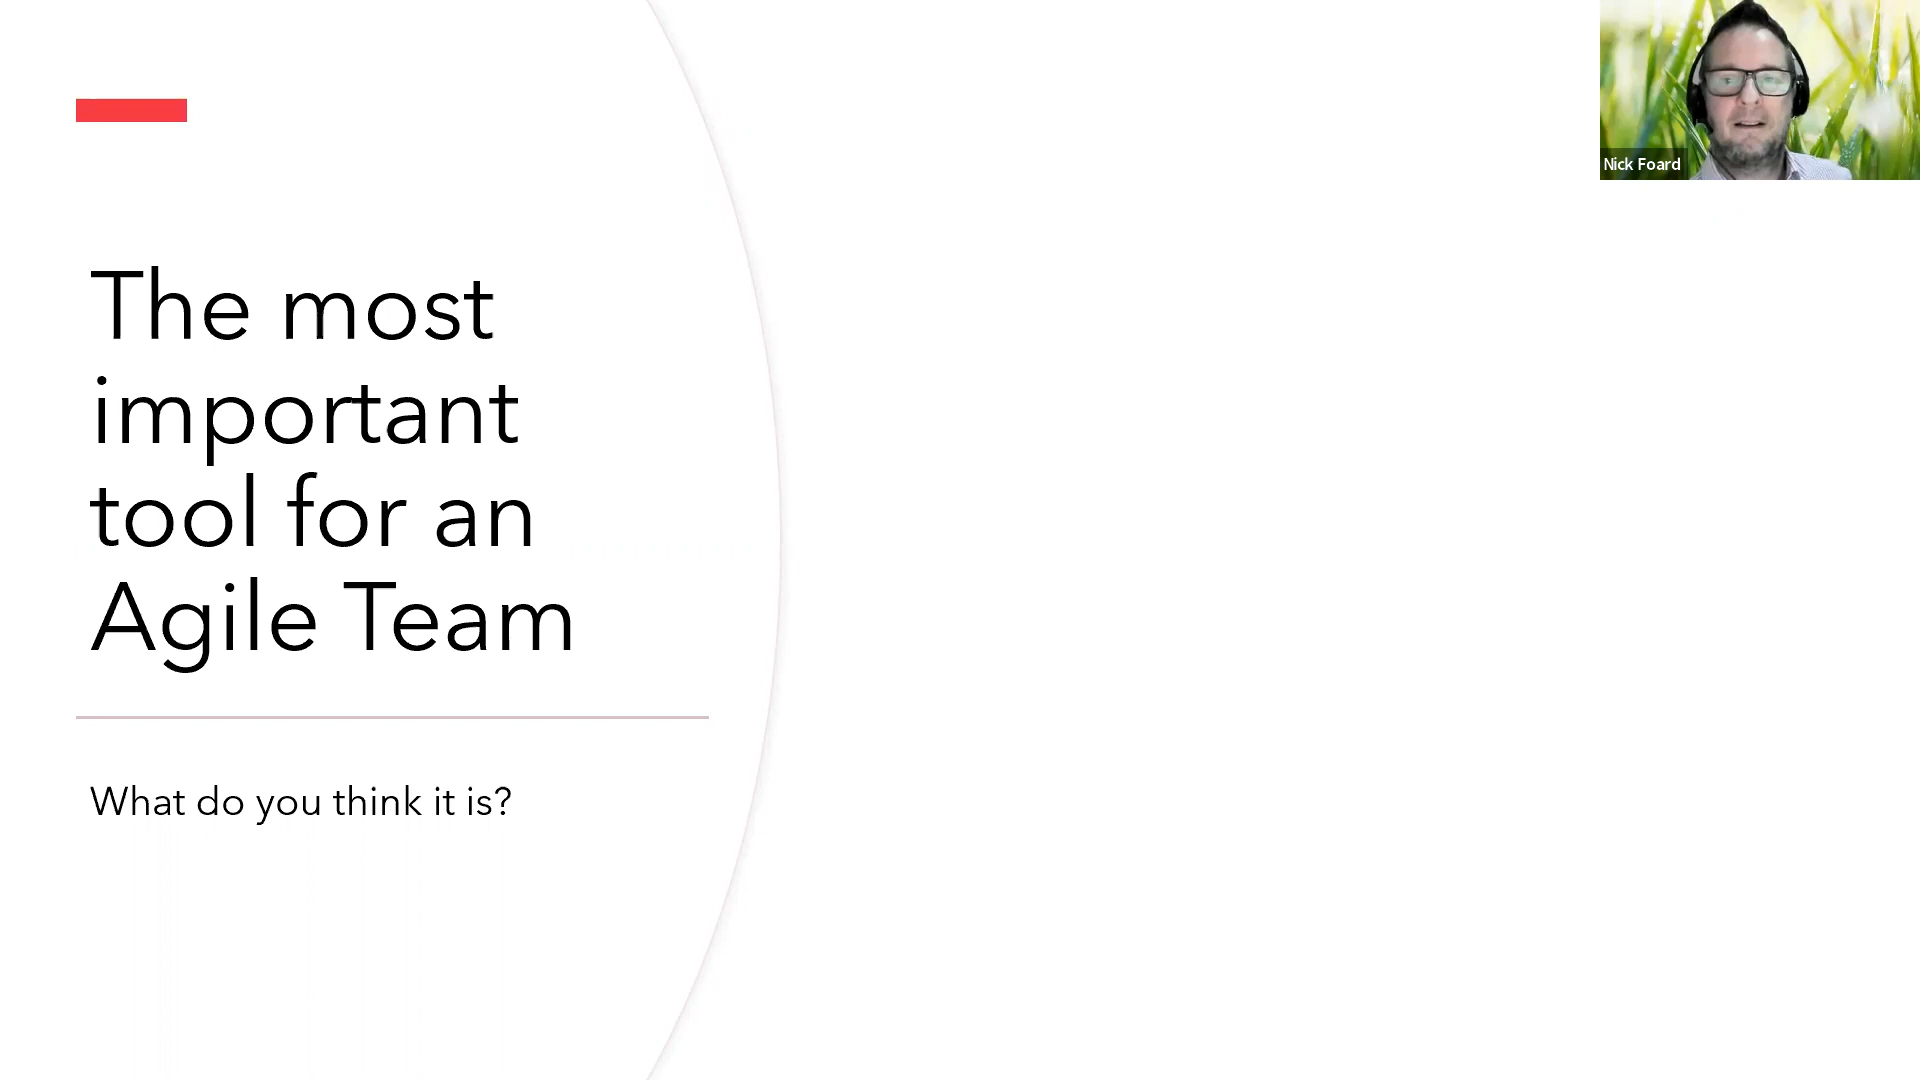 The most
important
tool for an
Agile Team
What do you think it is?
Nick Foard